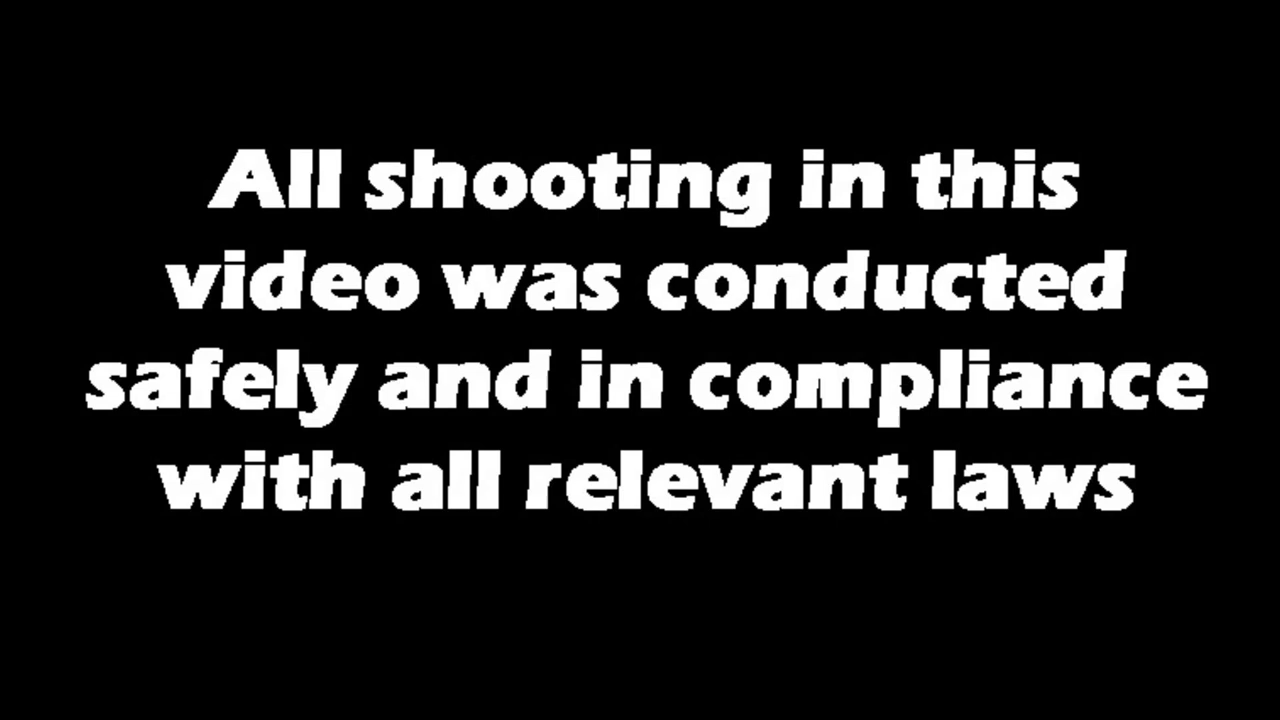 All shooting in this
video was conducted
safely and in compliance
with all relevant laws